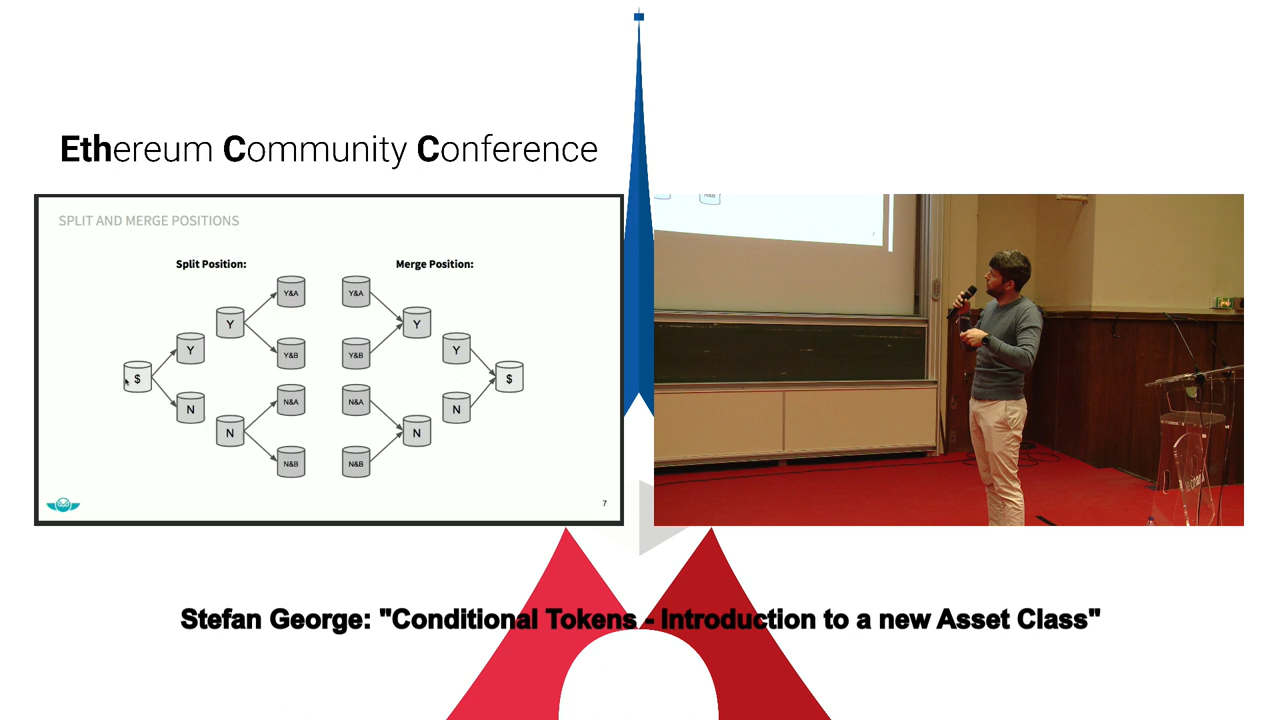 Ethereum Community Conference
SPLIT AND MERGE POSITIONS
Split Position:
Merge Position:
Y&A
Y&A
Y
Y
Y&B
Y&B
Y
Y
$
$
N
N
N&A
N&A
N
N
N&B
N&B
7
Stefan George: "Conditional Tokens - Introduction to a new Asset Class"